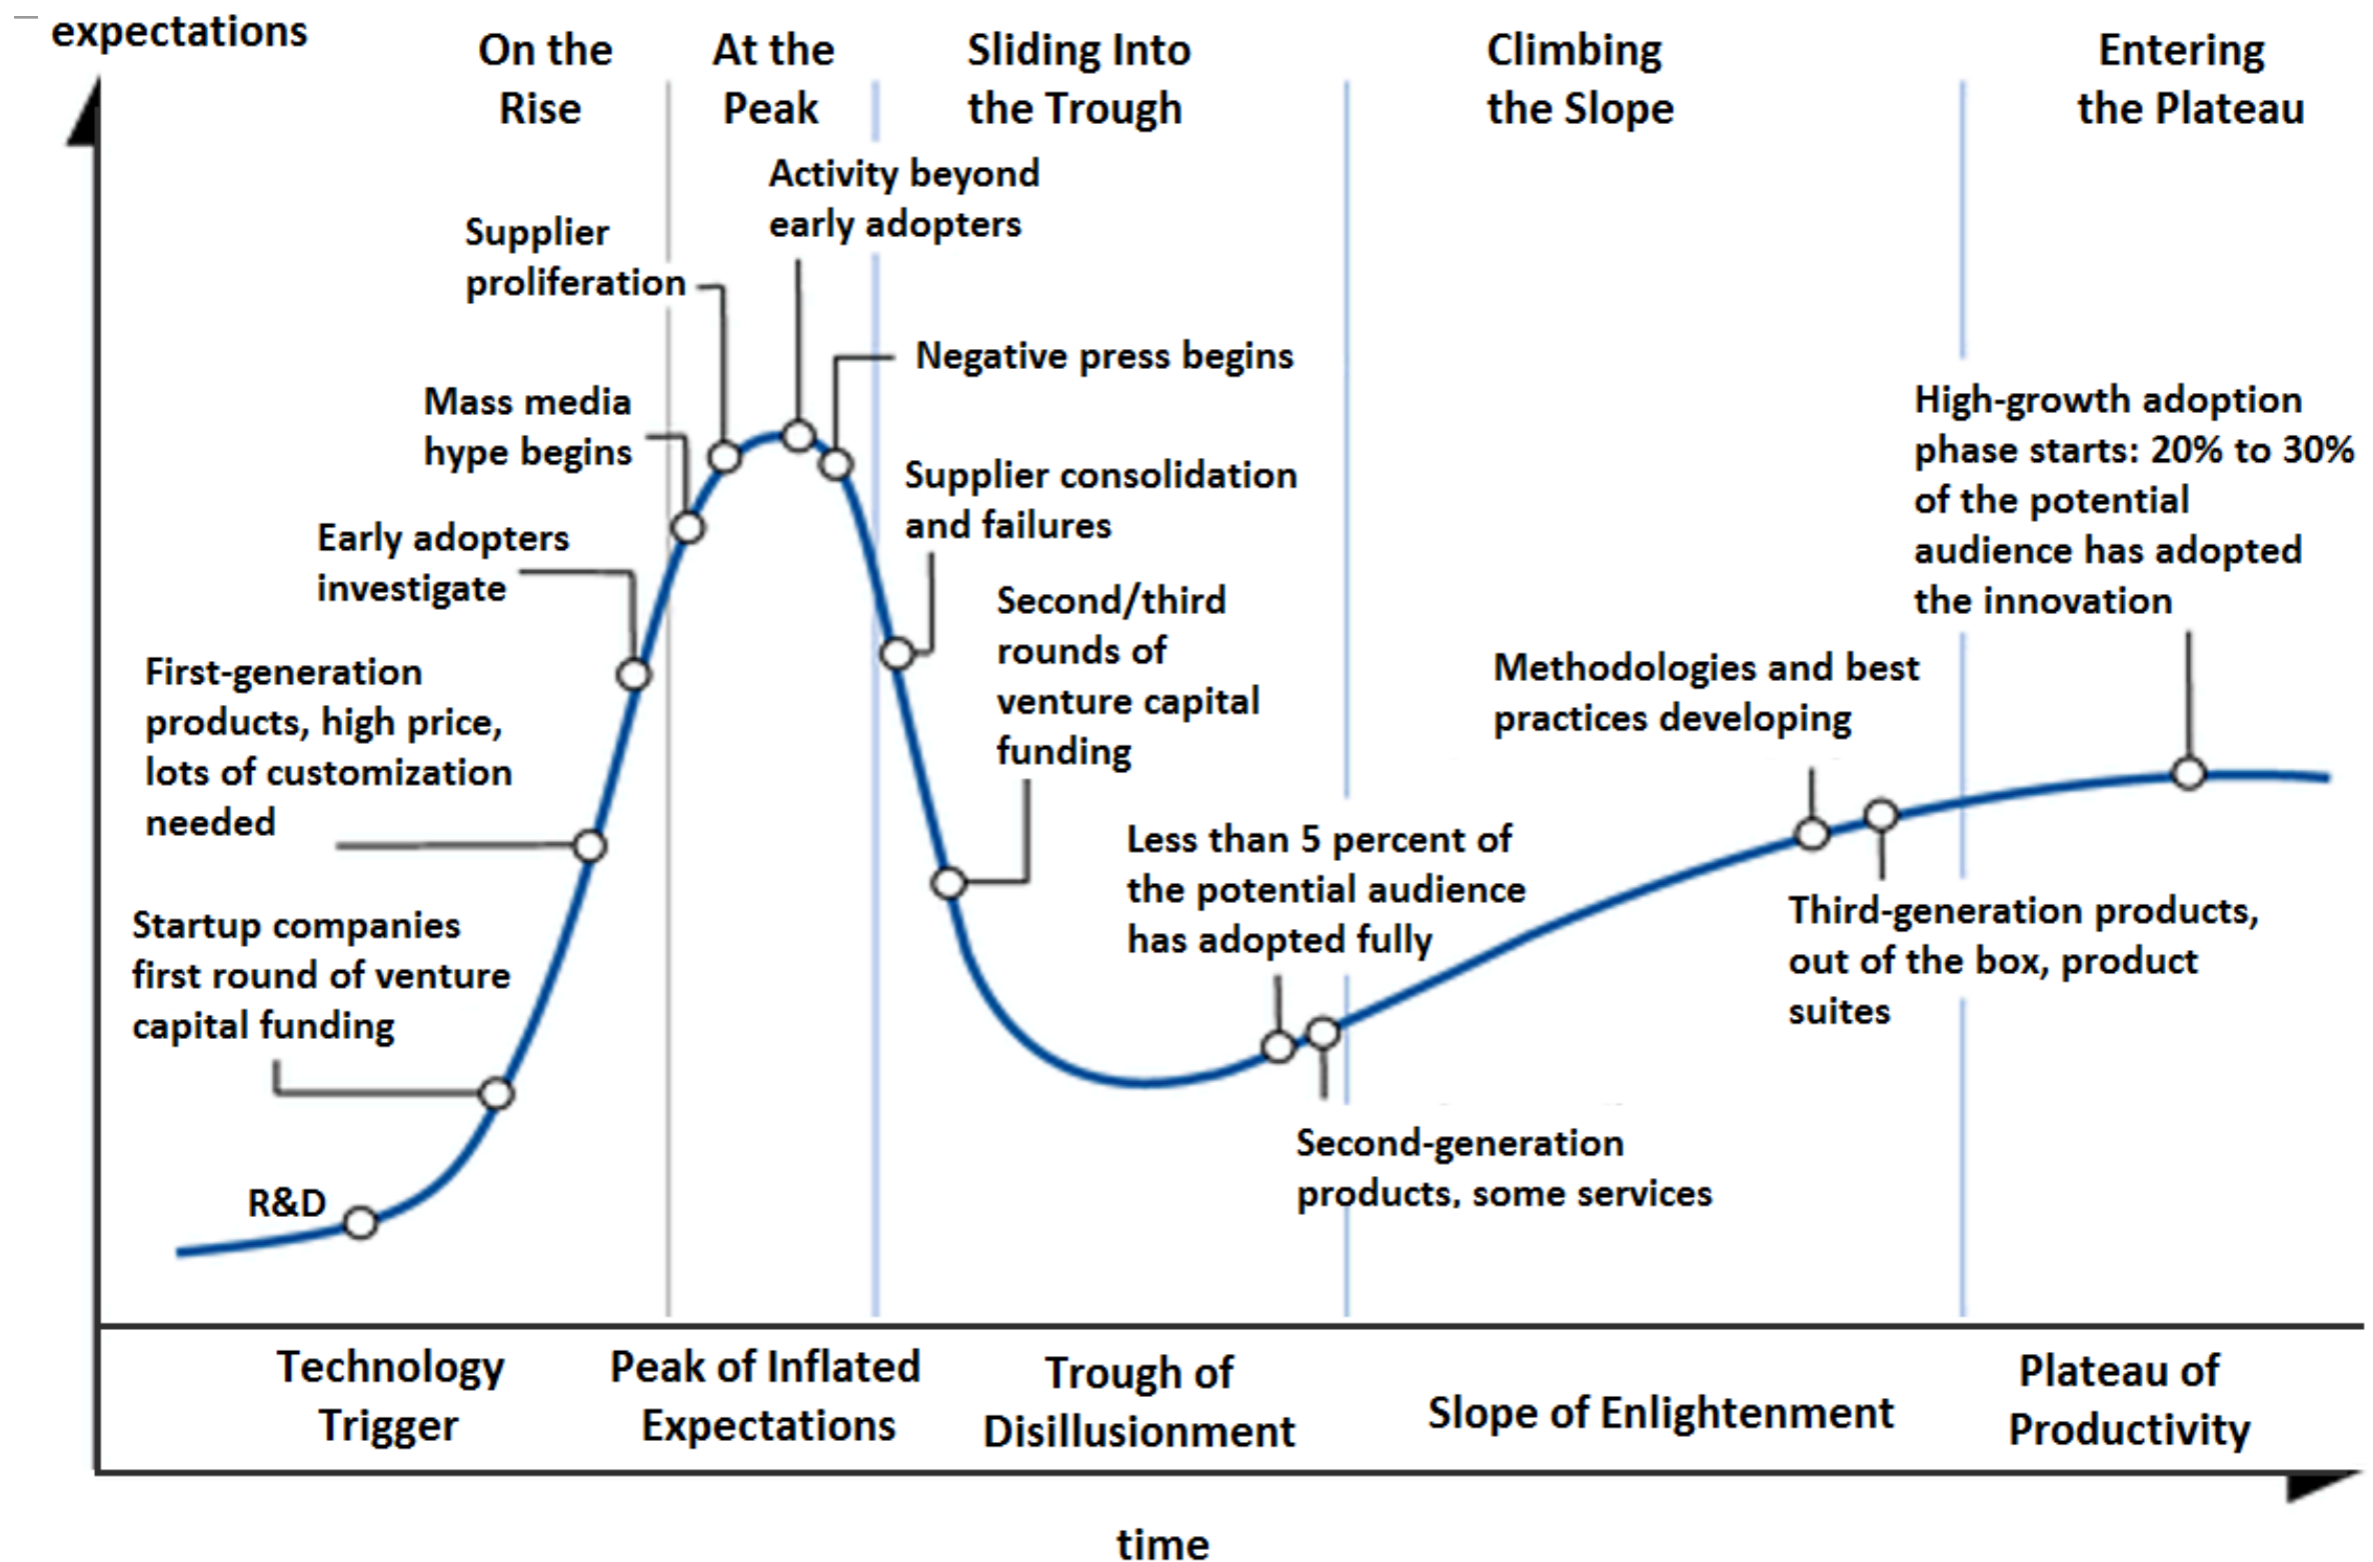 expectations
On the
Rise
At the
Peak
Sliding Into
the Trough
Climbing
the Slope
Entering
the Plateau
Activity beyond
early adopters
Supplier
proliferation
Negative press begins
Mass media
hype begins
High-growth adoption
phase starts: 20% to 30%
of the potential
audience has adopted
the innovation
Supplier consolidation
and failures
Early adopters
investigate
Second/third
rounds of
venture capital
funding
First-generation
products, high price,
lots of customization
needed
Methodologies and best
practices developing
Less than 5 percent of
the potential audience
has adopted fully
Startup companies
first round of venture
capital funding
Third-generation products,
out of the box, product
suites
Second-generation
products, some services
R&D
Technology
Trigger
Peak of Inflated
Expectations
Trough of
Disillusionment
Slope of Enlightenment
Plateau of
Productivity
time